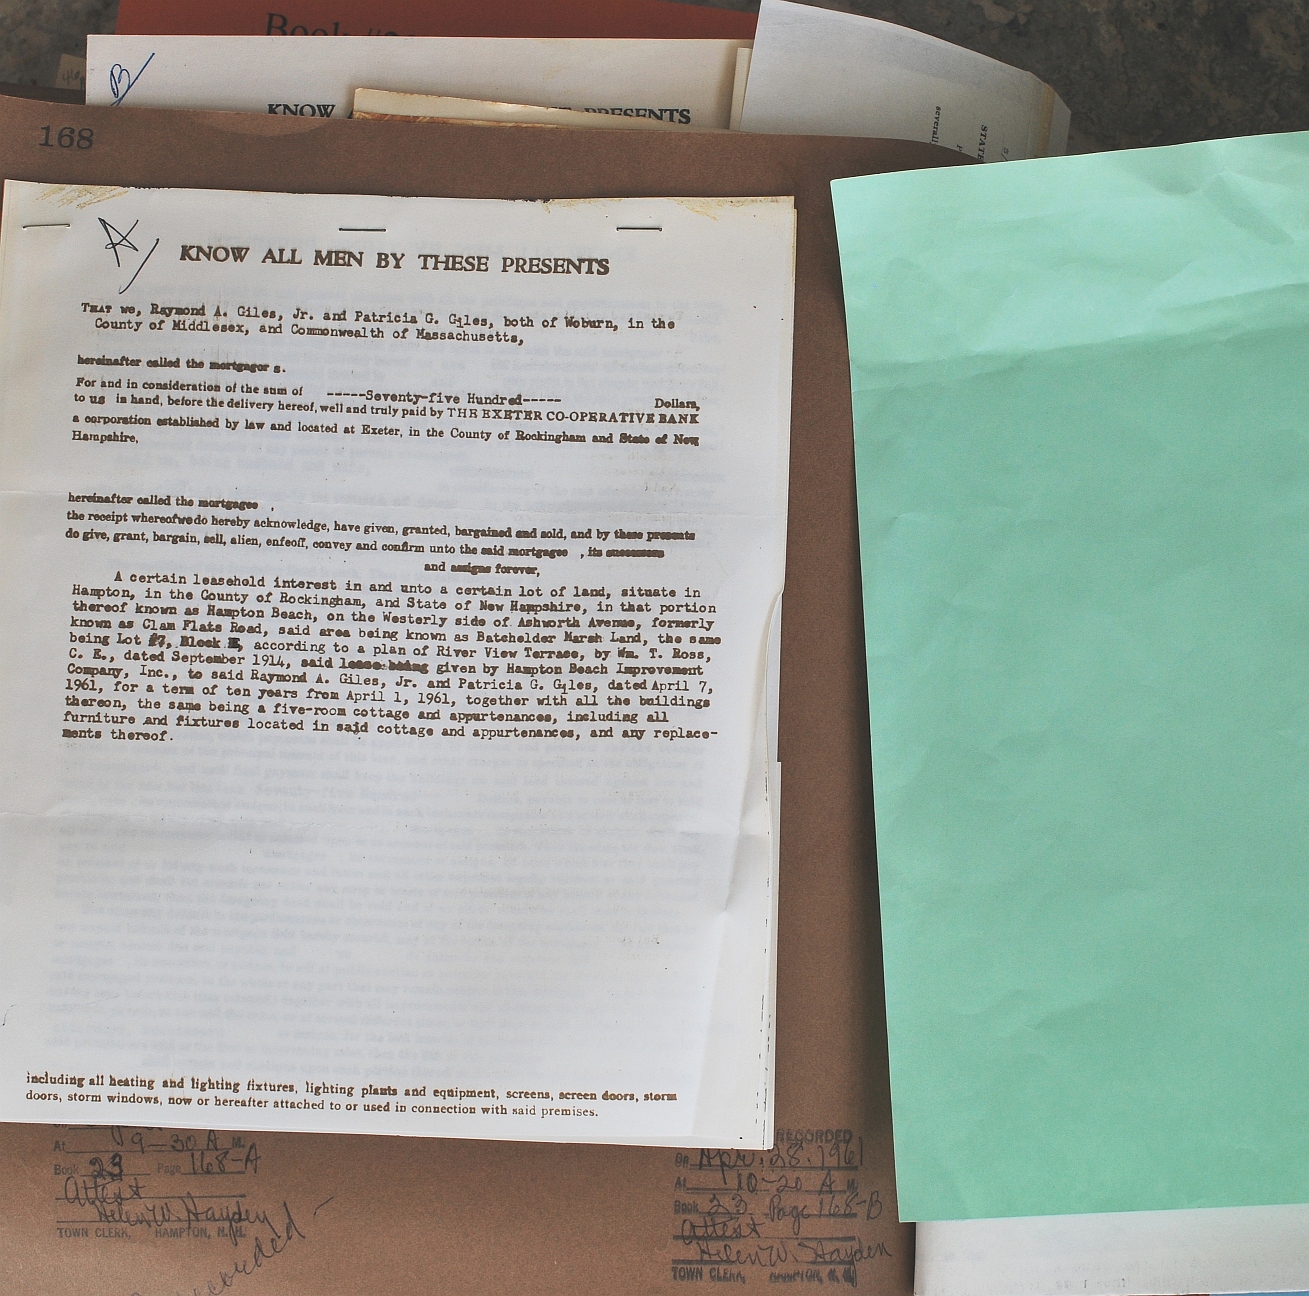 Book
B
KNOW PRESENTS
severall
STATE
168
A
KNOW ALL MEN BY THESE PRESENTS
THAT we, Raymond A. Giles, Jr. and Patricia G. Giles, both of Woburn, in the
County of Middlesex, and Commonwealth of Massachusetts,
hereinafter called the mortgagor s.
For and in consideration of the sum of -----Seventy-five Hundred----- Dollars,
to us in hand, before the delivery hereof, well and truly paid by THE EXETER CO-OPERATIVE BANK
a corporation established by law and located at Exeter, in the County of Rockingham and State of New
Hampshire,
hereinafter called the mortgagee ,
the receipt whereof we do hereby acknowledge, have given, granted, bargained and sold, and by these presents
do give, grant, bargain, sell, alien, enfeoff, convey and confirm unto the said mortgagee , its successors
and assigns forever,
A certain leasehold interest in and unto a certain lot of land, situate in
Hampton, in the County of Rockingham, and State of New Hampshire, in that portion
thereof known as Hampton Beach, on the Westerly side of Ashworth Avenue, formerly
known as Clam Flats Road, said area being known as Batchelder Marsh Land, the same
being Lot #7, Block E, according to a plan of River View Terrace, by Wm. T. Ross,
C. E., dated September 1914, said lease being given by Hampton Beach Improvement
Company, Inc., to said Raymond A. Giles, Jr. and Patricia G. Giles, dated April 7,
1961, for a term of ten years from April 1, 1961, together with all the buildings
thereon, the same being a five-room cottage and appurtenances, including all
furniture and fixtures located in said cottage and appurtenances, and any replace-
ments thereof.
including all heating and lighting fixtures, lighting plants and equipment, screens, screen doors, storm
doors, storm windows, now or hereafter attached to or used in connection with said premises.
At 9-30 A M.
Book 23 Page 168-A
Attest
Helen W. Hayden
TOWN CLERK, HAMPTON, N. H.
recorded
RECORDED
On Apr. 28, 1961
At 10-20 A M.
Book 23 Page 168-B
Attest
Helen W. Hayden
TOWN CLERK, HAMPTON, N. H.